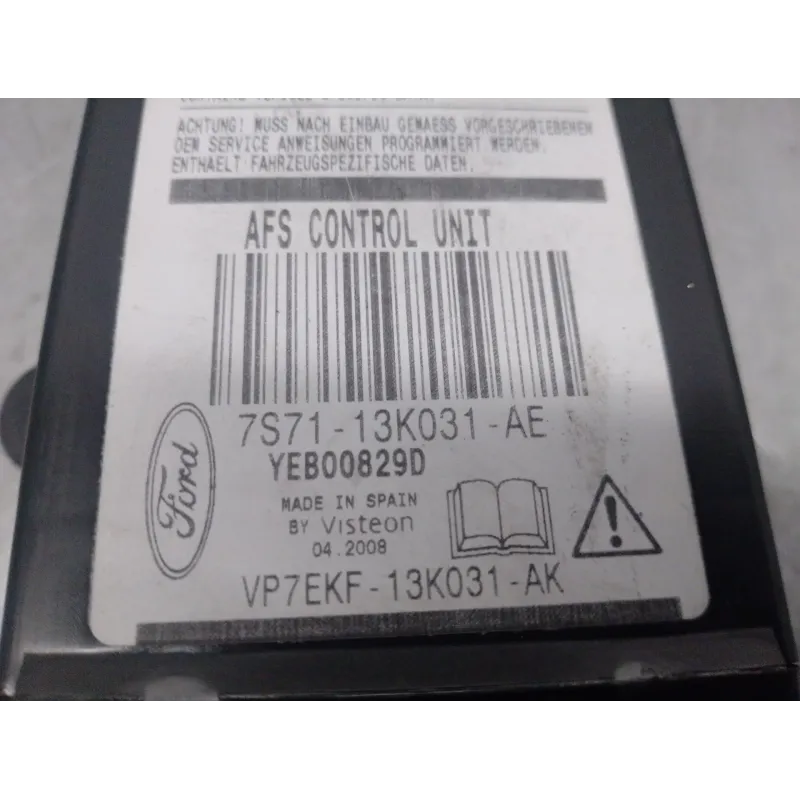 ACHTUNG! MUSS NACH EINBAU GEMAESS VORGESCHRIEBENEM
DEM SERVICE ANWEISUNGEN PROGRAMMIERT WERDEN.
ENTHAELT FAHRZEUGSPEZIFISCHE DATEN.
AFS CONTROL UNIT
7S71-13K031-AE
YEB00829D
Ford
MADE IN SPAIN
BY Visteon
04.2008
VP7EKF-13K031-AK